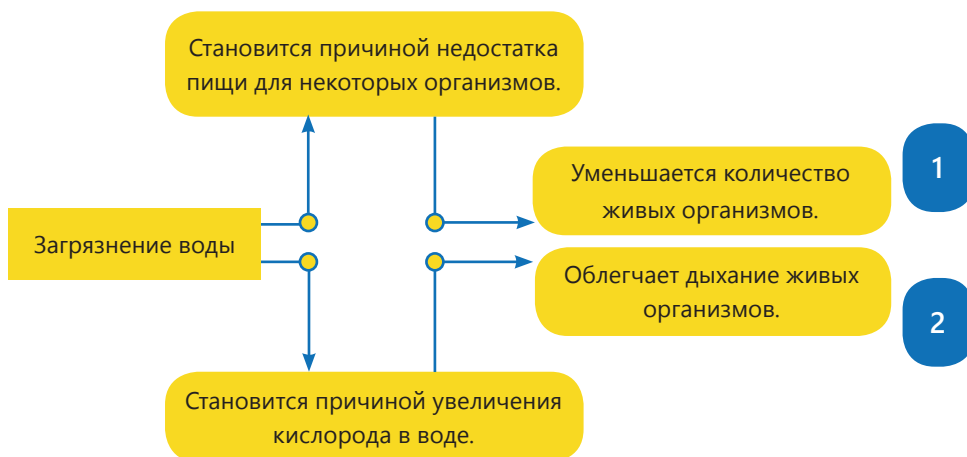 Становится причиной недостатка
пищи для некоторых организмов.
Уменьшается количество
живых организмов.
1
Загрязнение воды
Облегчает дыхание живых
организмов.
2
Становится причиной увеличения
кислорода в воде.